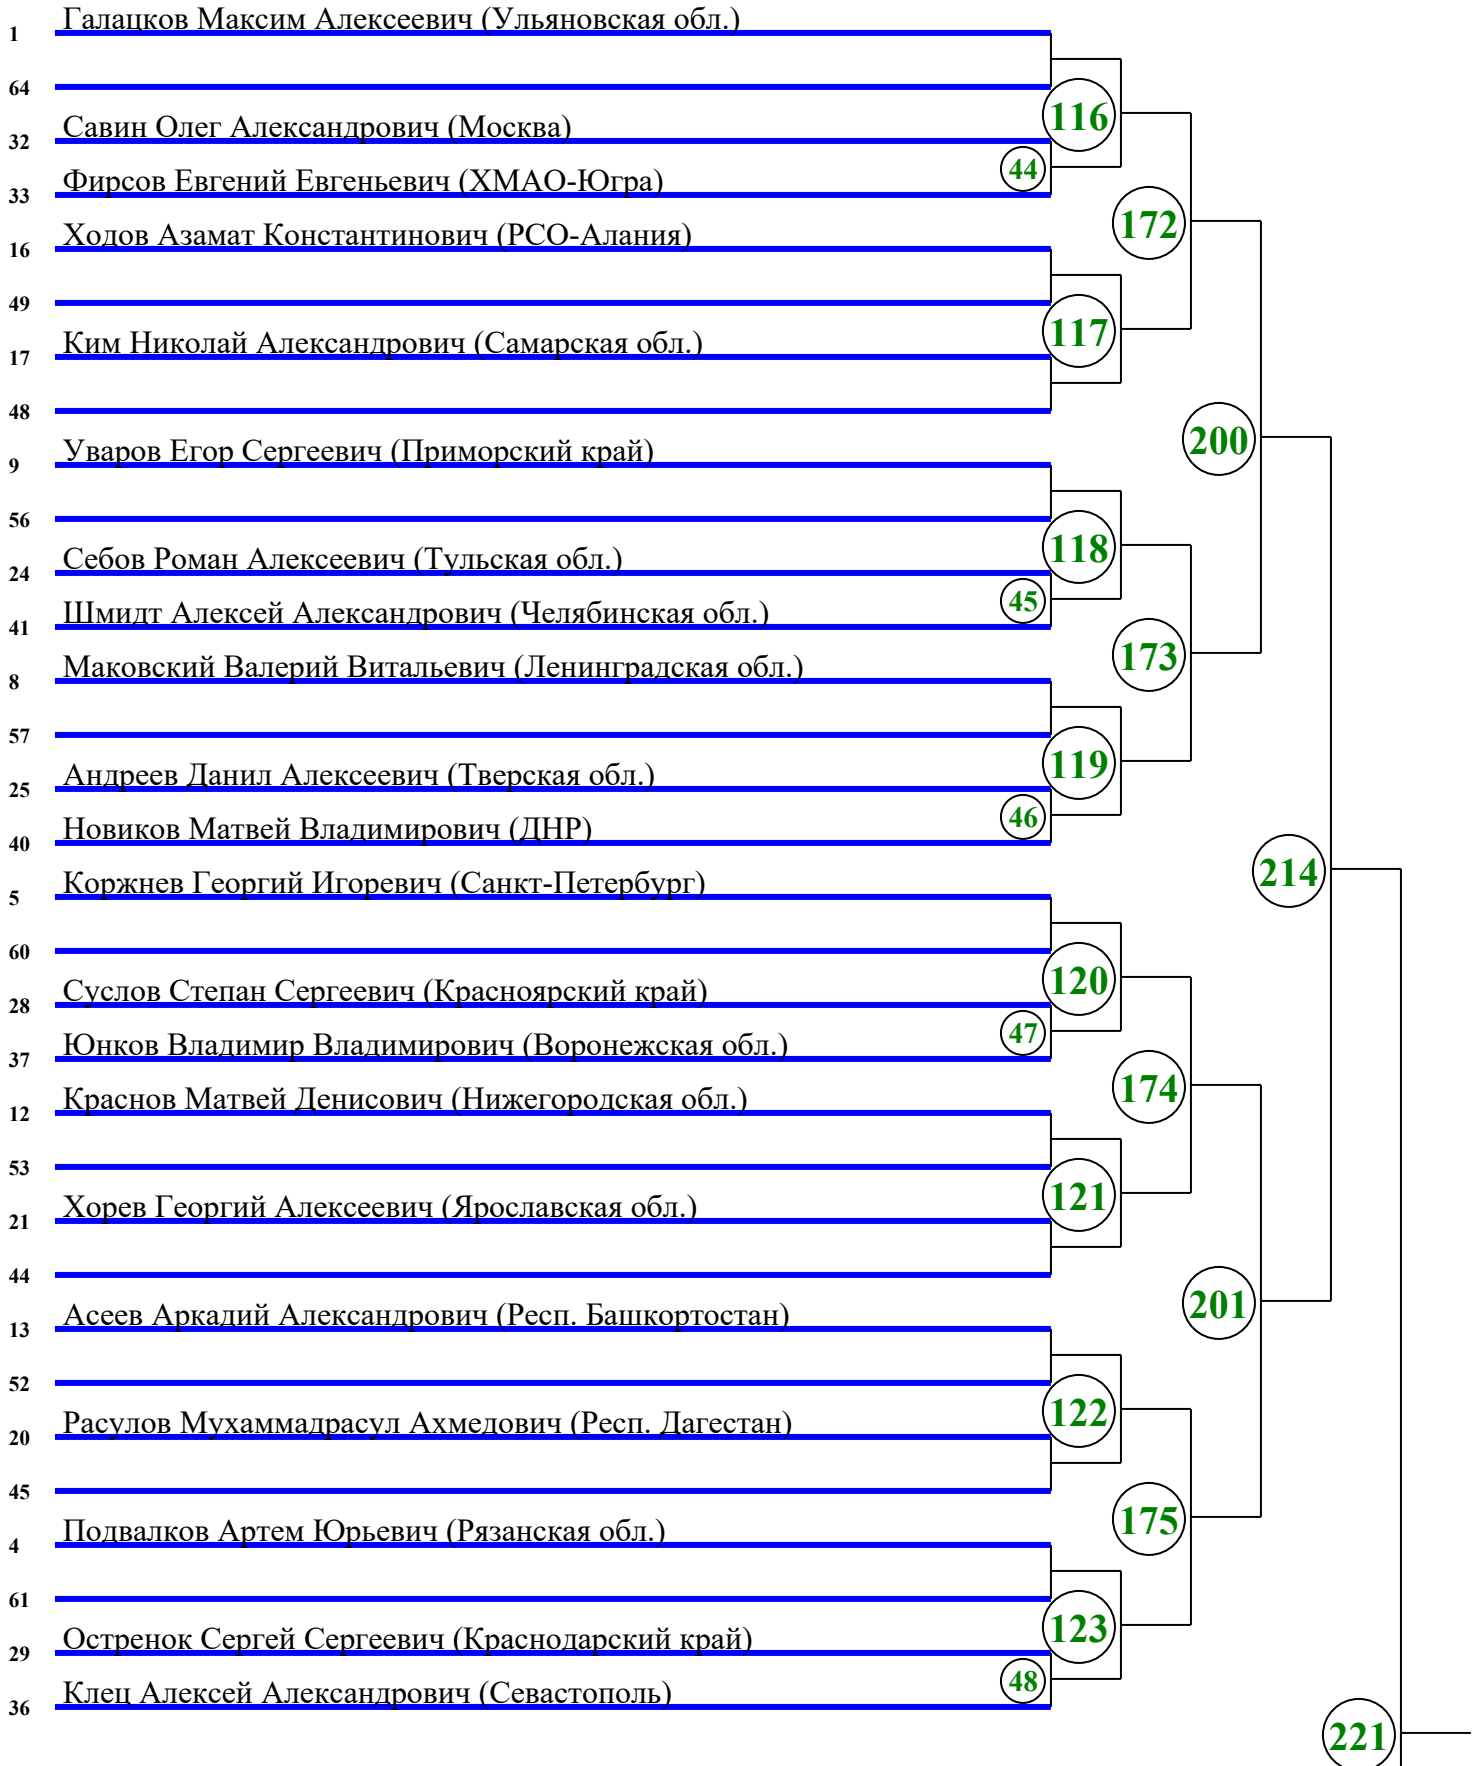 1 Галацков Максим Алексеевич (Ульяновская обл.)
64
116
32 Савин Олег Александрович (Москва)
44
33 Фирсов Евгений Евгеньевич (ХМАО-Югра)
172
16 Ходов Азамат Константинович (РСО-Алания)
49
117
17 Ким Николай Александрович (Самарская обл.)
48
200
9 Уваров Егор Сергеевич (Приморский край)
56
118
24 Себов Роман Алексеевич (Тульская обл.)
45
41 Шмидт Алексей Александрович (Челябинская обл.)
173
8 Маковский Валерий Витальевич (Ленинградская обл.)
57
119
25 Андреев Данил Алексеевич (Тверская обл.)
46
40 Новиков Матвей Владимирович (ДНР)
214
5 Коржнев Георгий Игоревич (Санкт-Петербург)
60
120
28 Суслов Степан Сергеевич (Красноярский край)
47
37 Юнков Владимир Владимирович (Воронежская обл.)
174
12 Краснов Матвей Денисович (Нижегородская обл.)
53
121
21 Хорев Георгий Алексеевич (Ярославская обл.)
44
201
13 Асеев Аркадий Александрович (Респ. Башкортостан)
52
122
20 Расулов Мухаммадрасул Ахмедович (Респ. Дагестан)
45
175
4 Подвалков Артем Юрьевич (Рязанская обл.)
61
123
29 Остренок Сергей Сергеевич (Краснодарский край)
48
36 Клец Алексей Александрович (Севастополь)
221